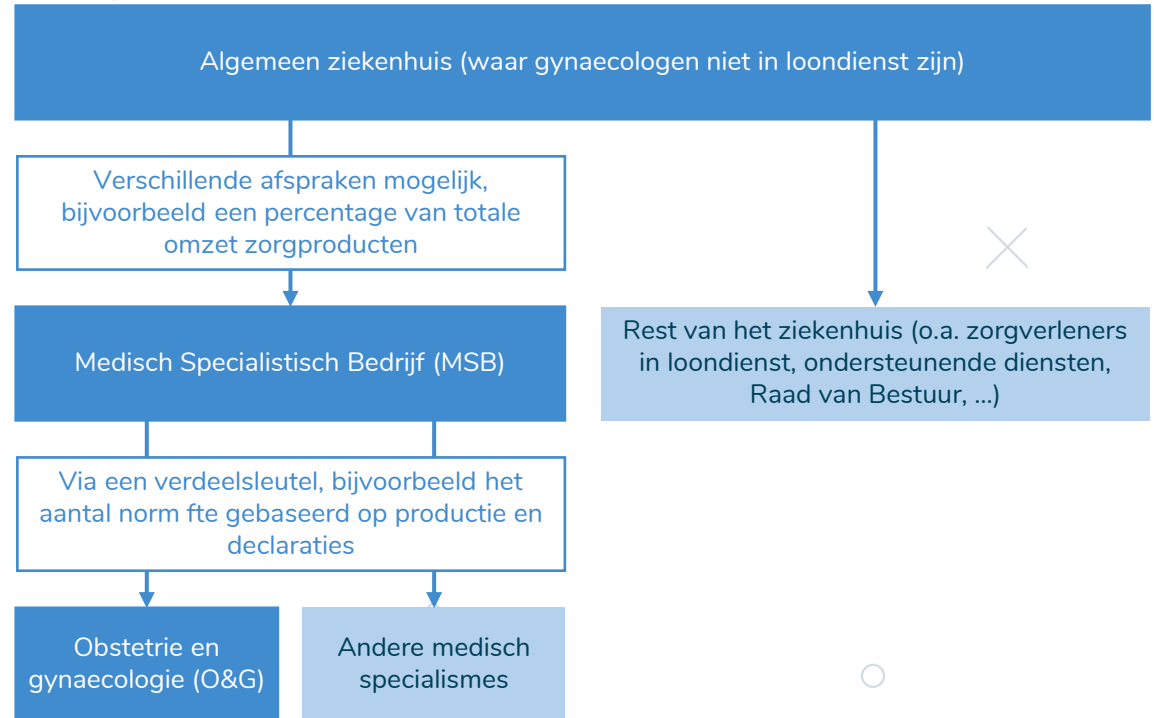 Algemeen ziekenhuis (waar gynaecologen niet in loondienst zijn)
Verschillende afspraken mogelijk,
bijvoorbeeld een percentage van totale
omzet zorgproducten
Medisch Specialistisch Bedrijf (MSB)
Rest van het ziekenhuis (o.a. zorgverleners
in loondienst, ondersteunende diensten,
Raad van Bestuur, ...)
Via een verdeelsleutel, bijvoorbeeld het
aantal norm fte gebaseerd op productie en
declaraties
Obstetrie en
gynaecologie (O&G)
Andere medisch
specialismes